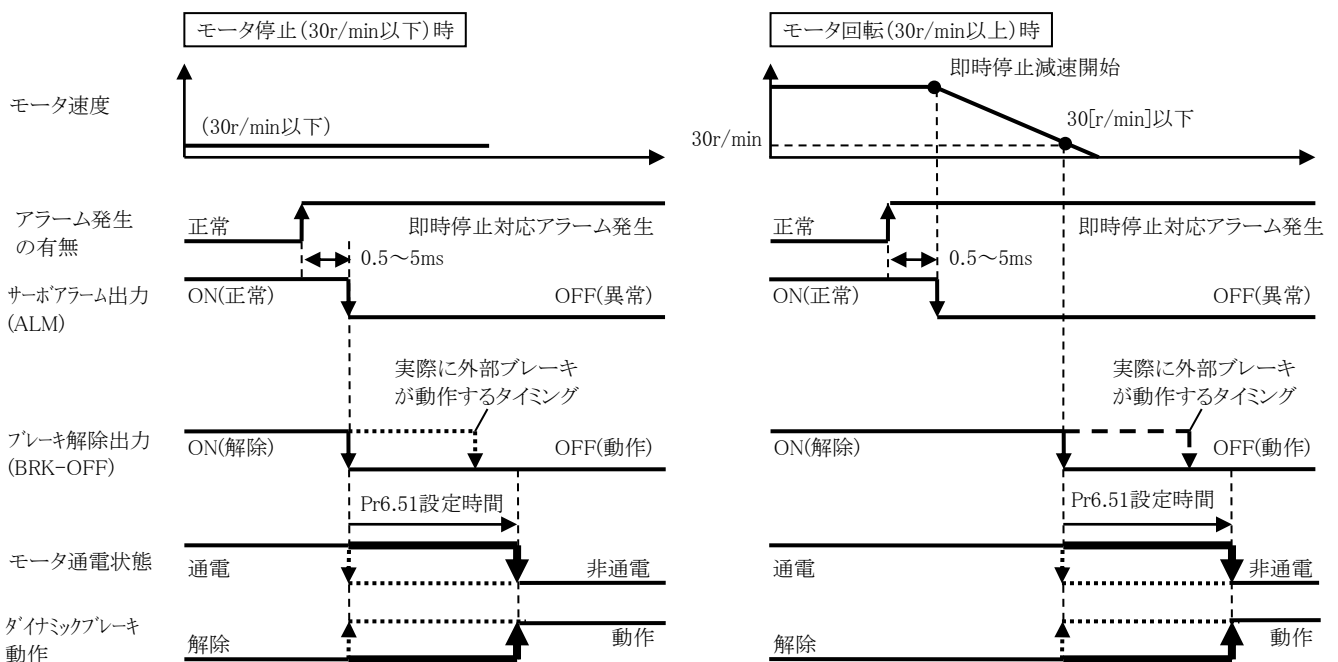 モータ停止(30r/min以下)時
モータ速度
(30r/min以下)
アラーム発生
の有無
正常
即時停止対応アラーム発生
0.5～5ms
サーボアラーム出力
(ALM)
ON(正常)
OFF(異常)
実際に外部ブレーキ
が動作するタイミング
ブレーキ解除出力
(BRK-OFF)
ON(解除)
OFF(動作)
Pr6.51設定時間
モータ通電状態
通電
非通電
ダイナミックブレーキ
動作
解除
動作
モータ回転(30r/min以上)時
即時停止減速開始
30[r/min]以下
30r/min
正常
即時停止対応アラーム発生
0.5～5ms
ON(正常)
OFF(異常)
実際に外部ブレーキ
が動作するタイミング
ON(解除)
OFF(動作)
Pr6.51設定時間
通電
非通電
解除
動作